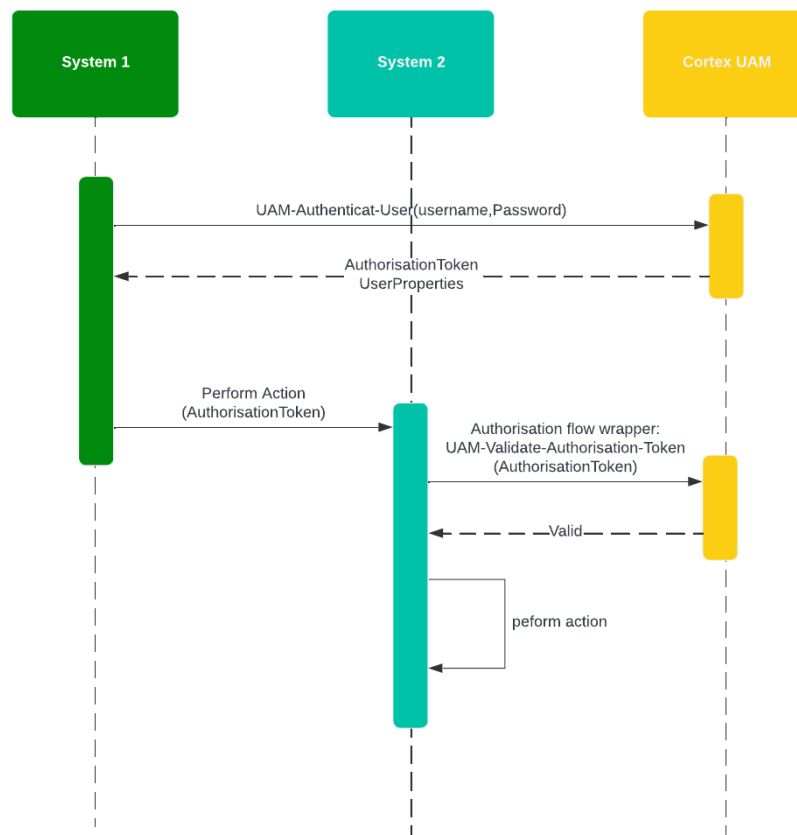 System 1
System 2
Cortex UAM
UAM-Authenticat-User(username,Password)
AuthorisationToken
UserProperties
Perform Action
(AuthorisationToken)
Authorisation flow wrapper:
UAM-Validate-Authorisation-Token
(AuthorisationToken)
Valid
peform action